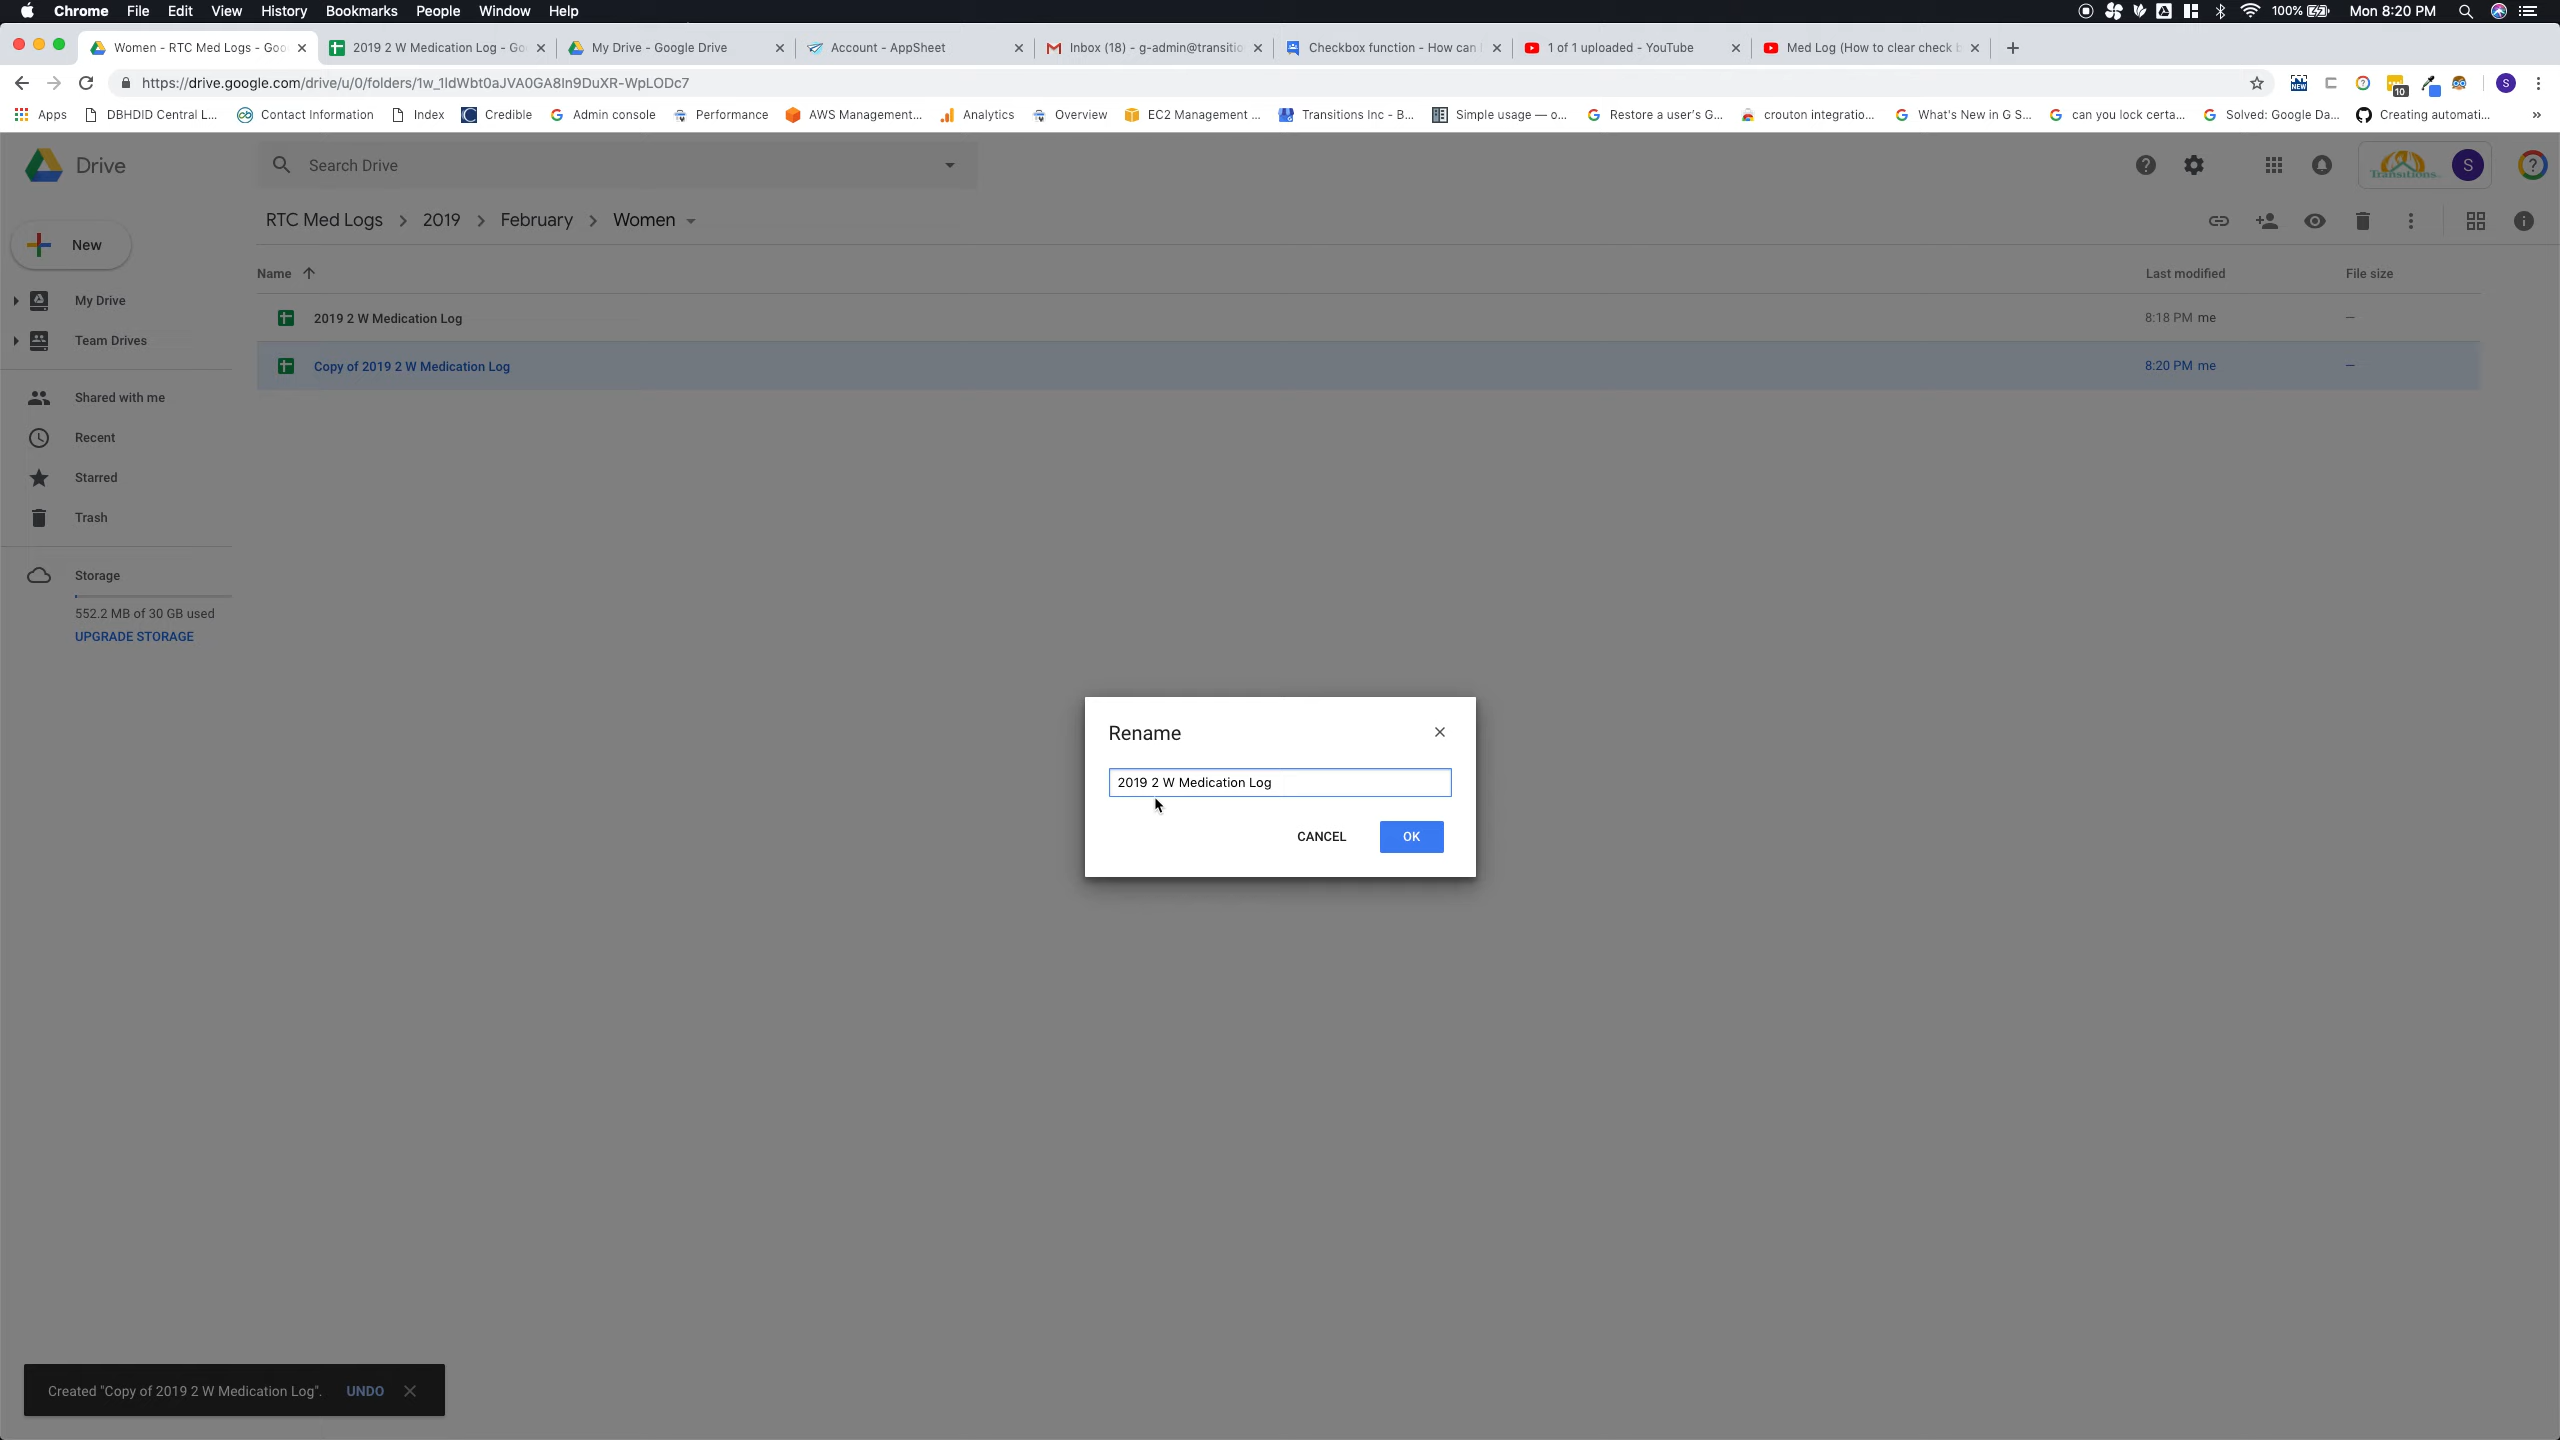 Chrome File Edit View History Bookmarks People Window Help 100% Mon 8:20 PM
Women - RTC Med Logs - Goo 2019 2 W Medication Log - Go My Drive - Google Drive Account - AppSheet Inbox (18) - g-admin@transitio Checkbox function - How can 1 of 1 uploaded - YouTube Med Log (How to clear check b
https://drive.google.com/drive/u/0/folders/1w_1ldWbt0aJVA0GA8ln9DuXR-WpLODc7 NEW 10 S
Apps DBHDID Central L... Contact Information Index Credible Admin console Performance AWS Management... Analytics Overview EC2 Management ... Transitions Inc - B... Simple usage — o... Restore a user's G... crouton integratio... What's New in G S... can you lock certa... Solved: Google Da... Creating automati... »
Drive Search Drive Transitions S
RTC Med Logs > 2019 > February > Women
New
Name Last modified File size
My Drive
2019 2 W Medication Log 8:18 PM me –
Team Drives
Copy of 2019 2 W Medication Log 8:20 PM me –
Shared with me
Recent
Starred
Trash
Storage
552.2 MB of 30 GB used
UPGRADE STORAGE
Rename
2019 2 W Medication Log
CANCEL OK
Created "Copy of 2019 2 W Medication Log". UNDO